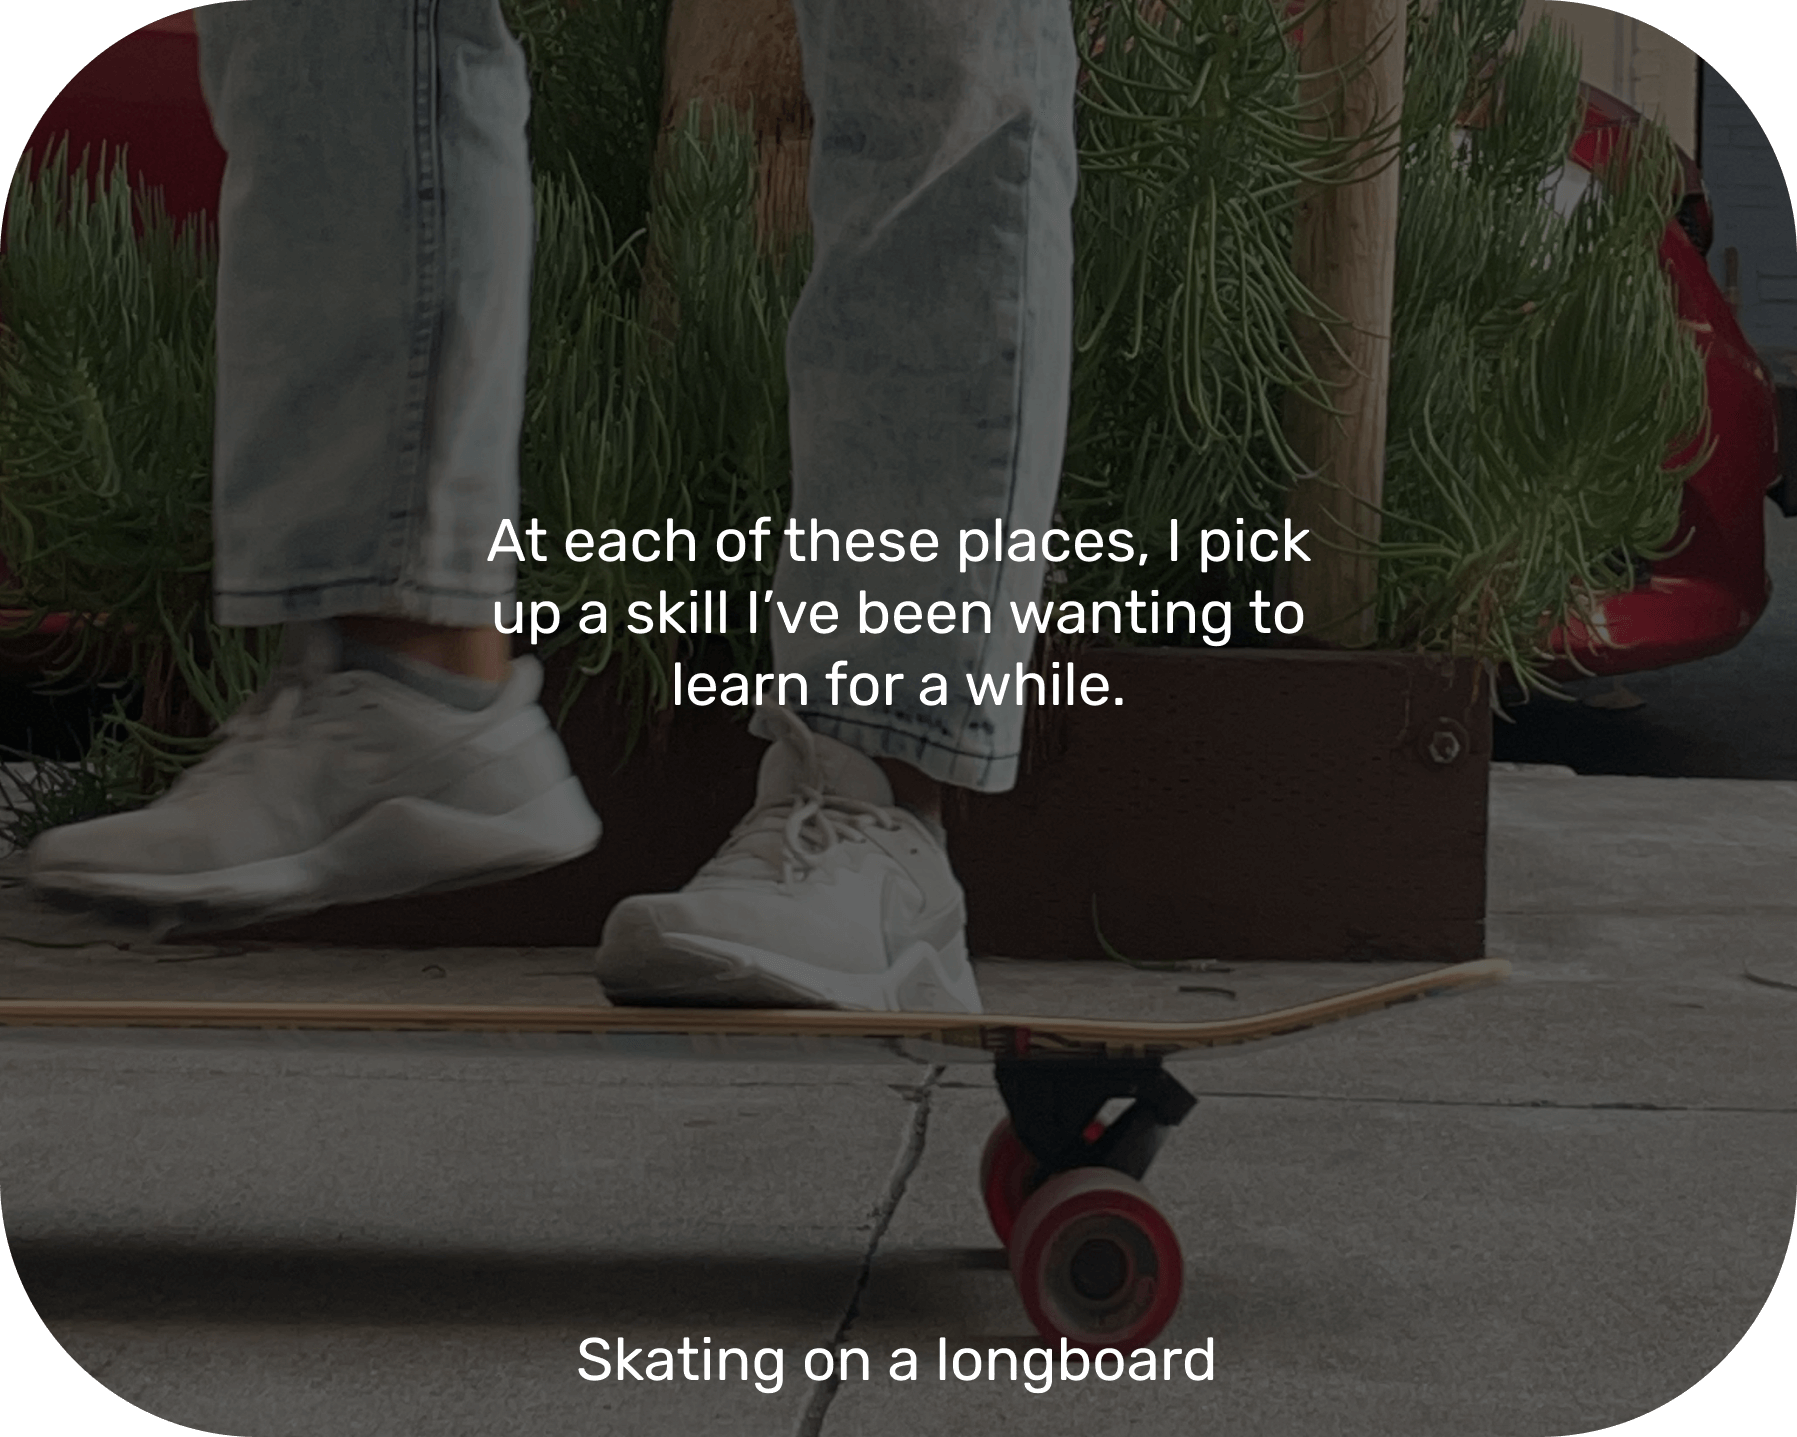 At each of these places, I pick
up a skill I’ve been wanting to
learn for a while.
Skating on a longboard